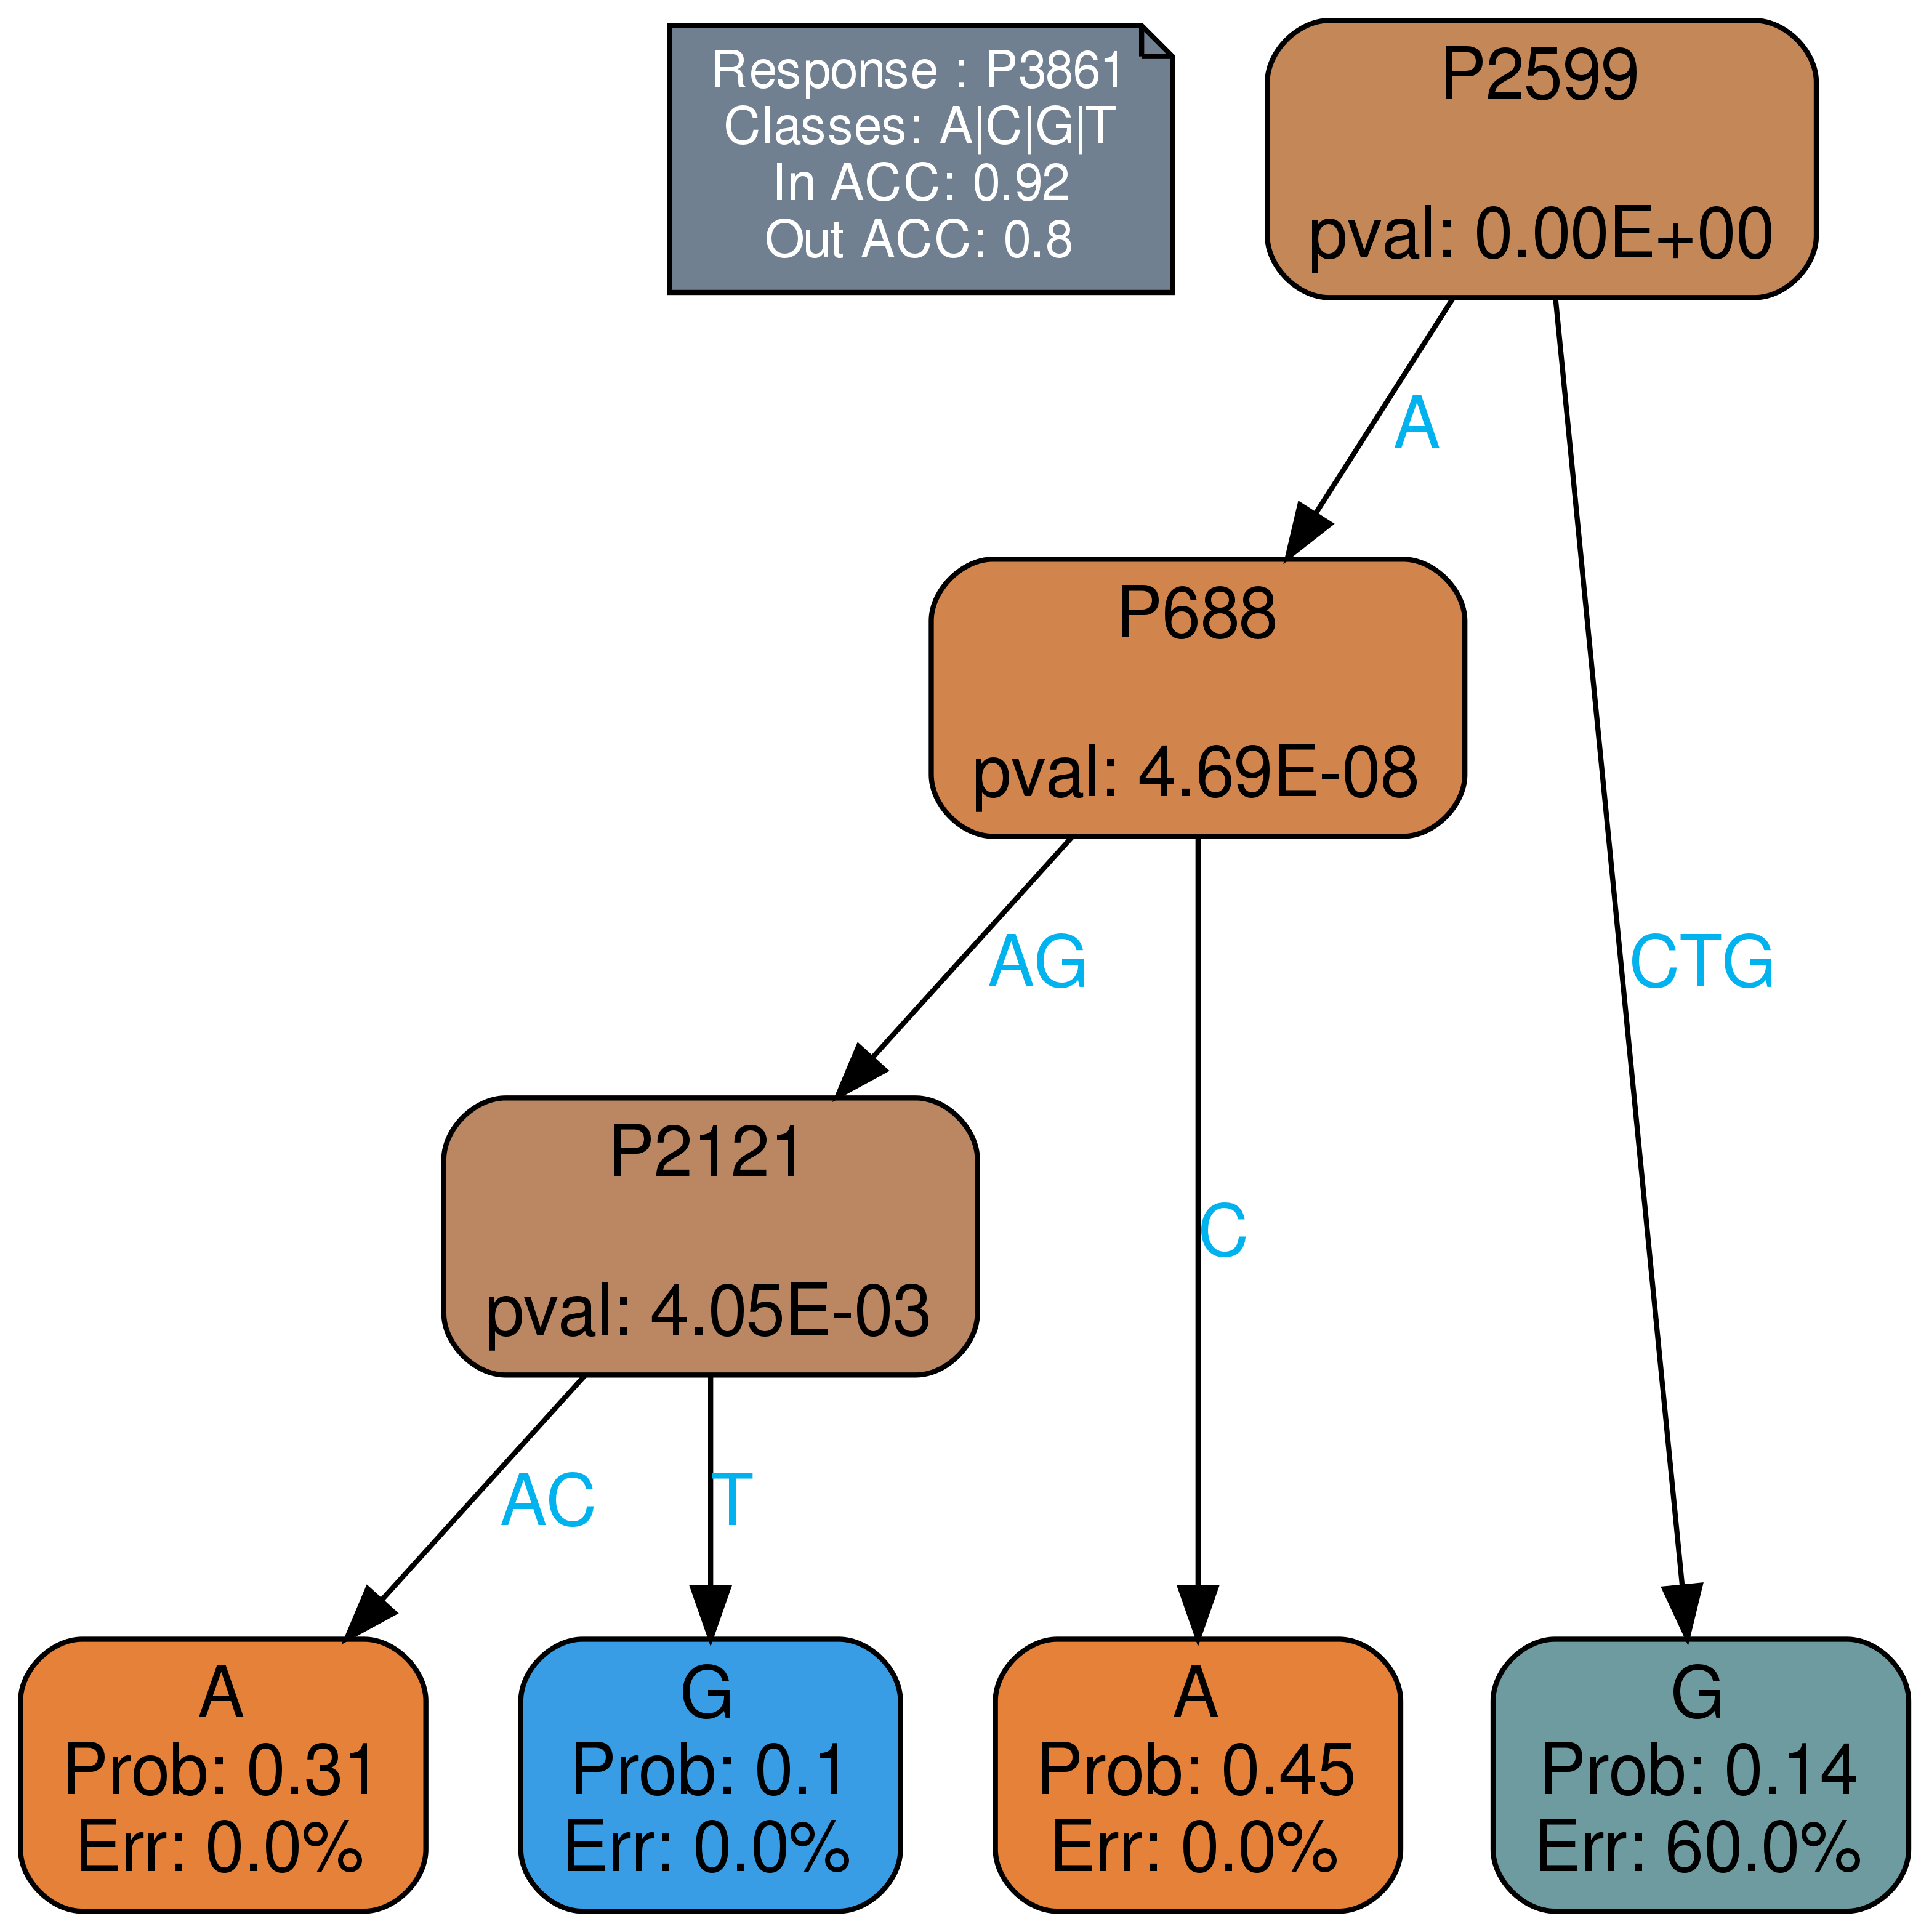 Response : P3861
Classes: A|C|G|T
In ACC: 0.92
Out ACC: 0.8
P2599
pval: 0.00E+00
A
P688
pval: 4.69E-08
AG
CTG
P2121
pval: 4.05E-03
C
AC
T
A
Prob: 0.31
Err: 0.0%
G
Prob: 0.1
Err: 0.0%
A
Prob: 0.45
Err: 0.0%
G
Prob: 0.14
Err: 60.0%